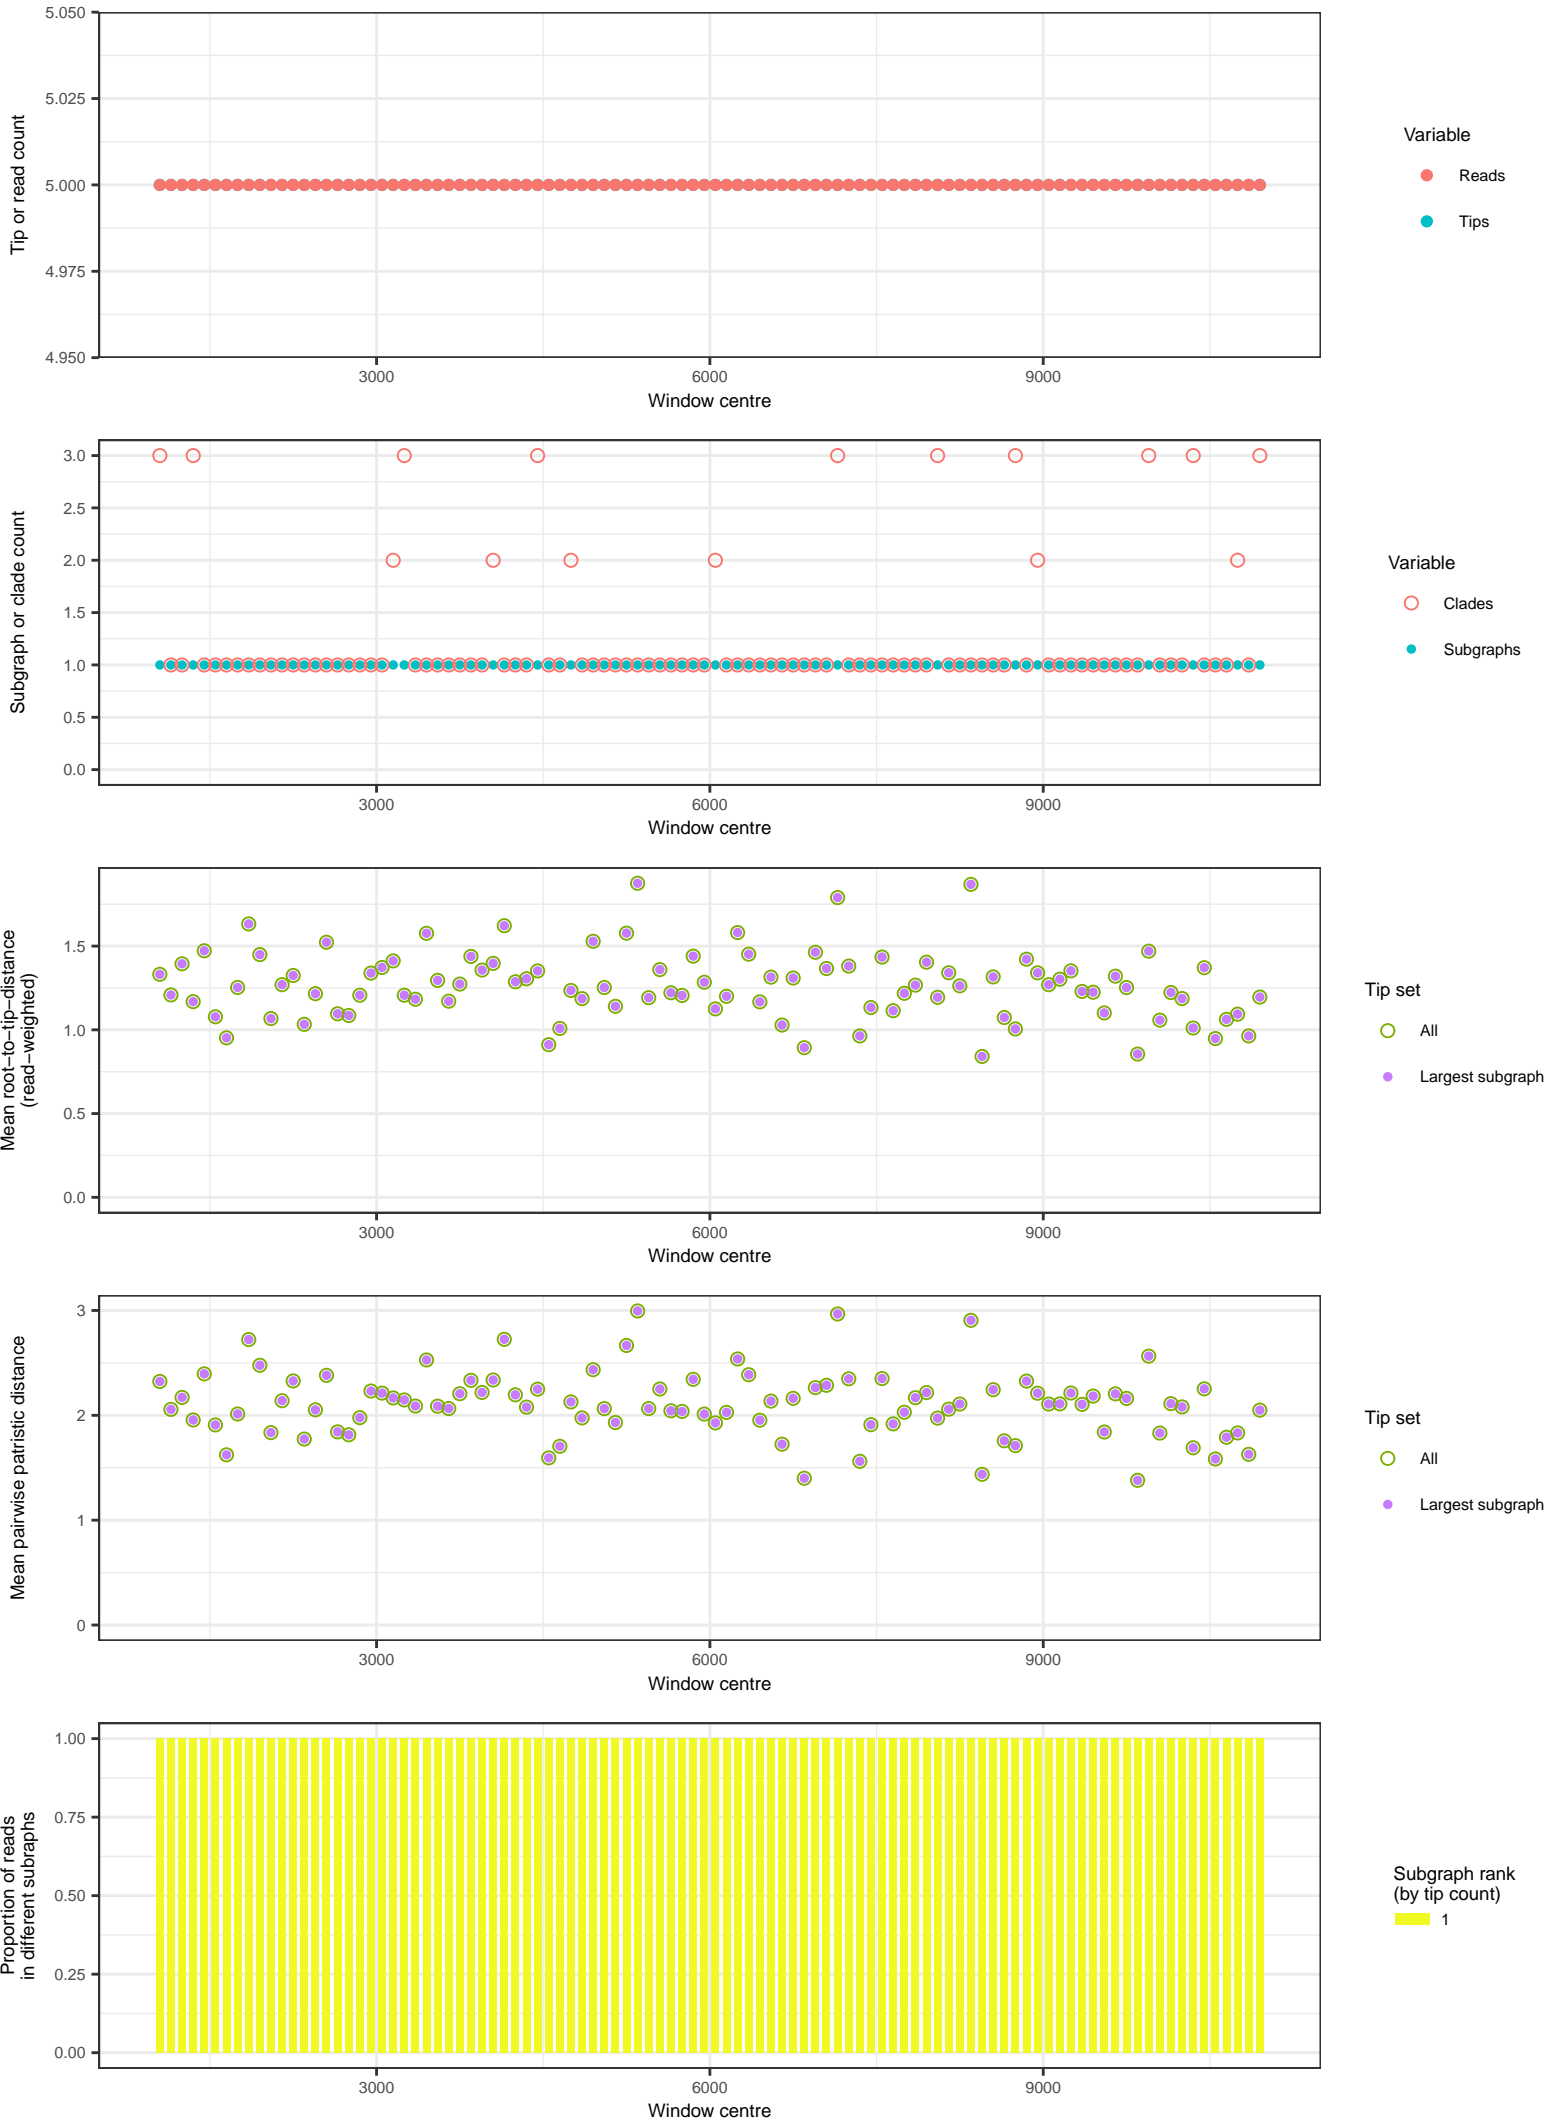 5.050
5.025
5.000
4.975
4.950
Tip or read count
3000
6000
9000
Window centre
Variable
Reads
Tips
3.0
2.5
2.0
1.5
1.0
0.5
0.0
Subgraph or clade count
3000
6000
9000
Window centre
Variable
Clades
Subgraphs
1.5
1.0
0.5
0.0
Mean root−to−tip−distance
(read−weighted)
3000
6000
9000
Window centre
Tip set
All
Largest subgraph
3
2
1
0
Mean pairwise patristic distance
3000
6000
9000
Window centre
Tip set
All
Largest subgraph
1.00
0.75
0.50
0.25
0.00
Proportion of reads
in different subraphs
3000
6000
9000
Window centre
Subgraph rank
(by tip count)
1